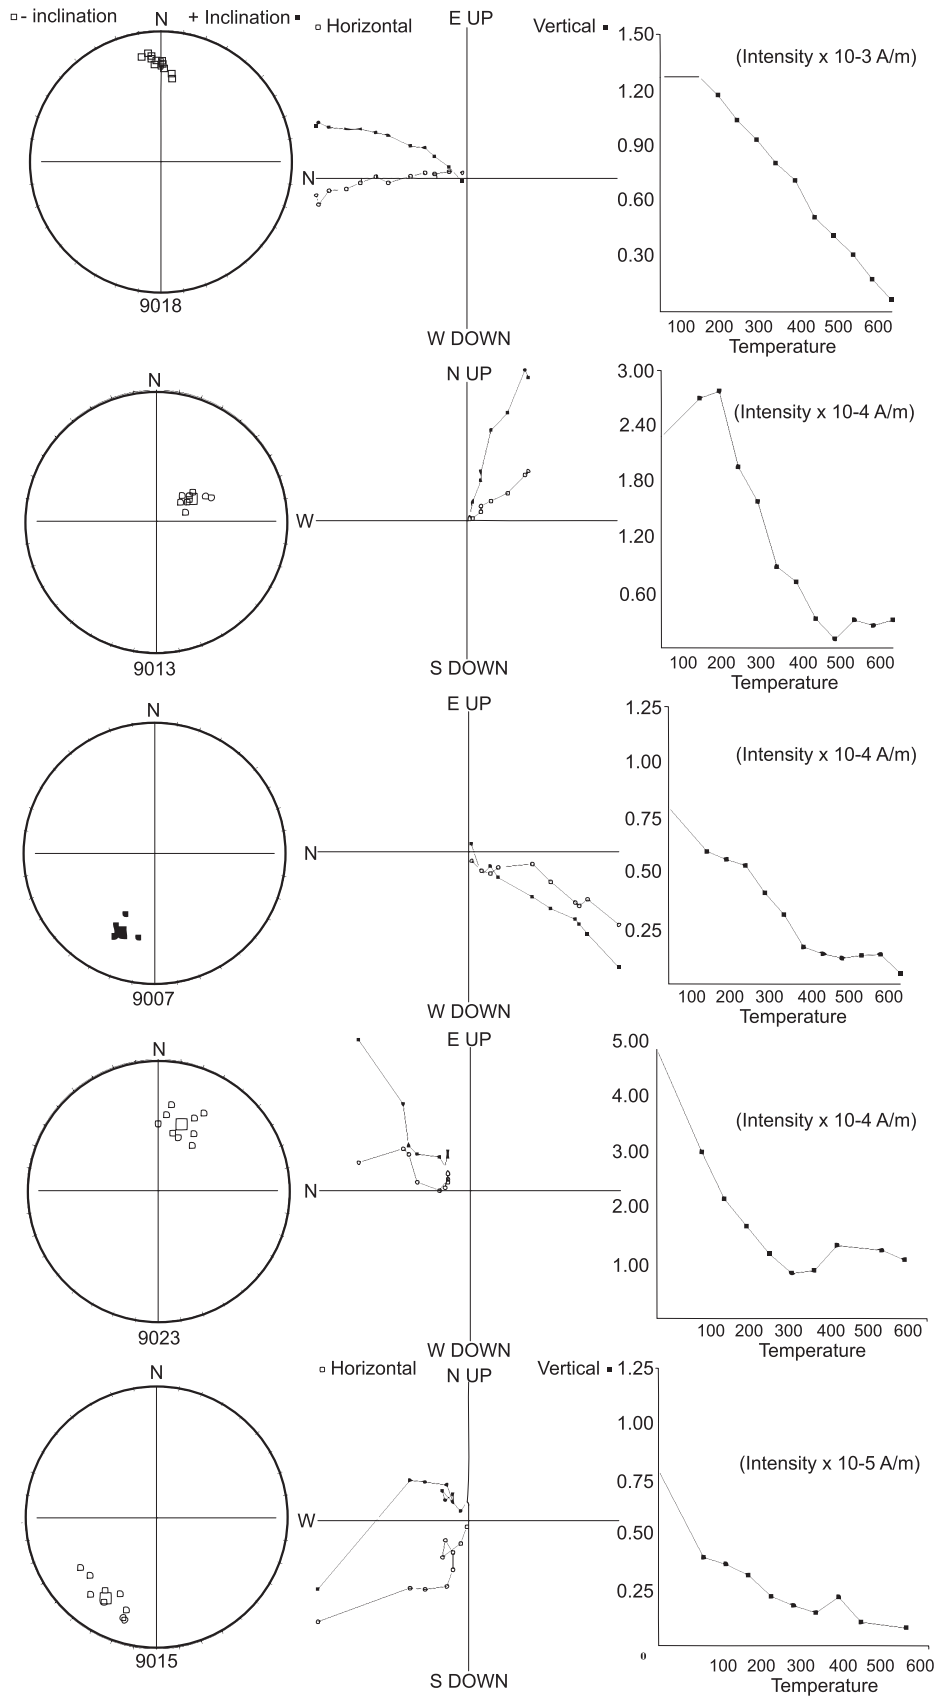 - inclination + Inclination
N
9018
Horizontal Vertical
E UP
N
W DOWN
(Intensity x 10-3 A/m)
1.50
1.20
0.90
0.60
0.30
100 200 300 400 500 600
Temperature
N
9013
N UP
W
S DOWN
(Intensity x 10-4 A/m)
3.00
2.40
1.80
1.20
0.60
100 200 300 400 500 600
Temperature
N
9007
E UP
N
W DOWN
(Intensity x 10-4 A/m)
1.25
1.00
0.75
0.50
0.25
100 200 300 400 500 600
Temperature
N
9023
E UP
N
W DOWN
(Intensity x 10-4 A/m)
5.00
4.00
3.00
2.00
1.00
100 200 300 400 500 600
Temperature
N
9015
Horizontal Vertical
N UP
W
S DOWN
(Intensity x 10-5 A/m)
1.25
1.00
0.75
0.50
0.25
0
100 200 300 400 500 600
Temperature